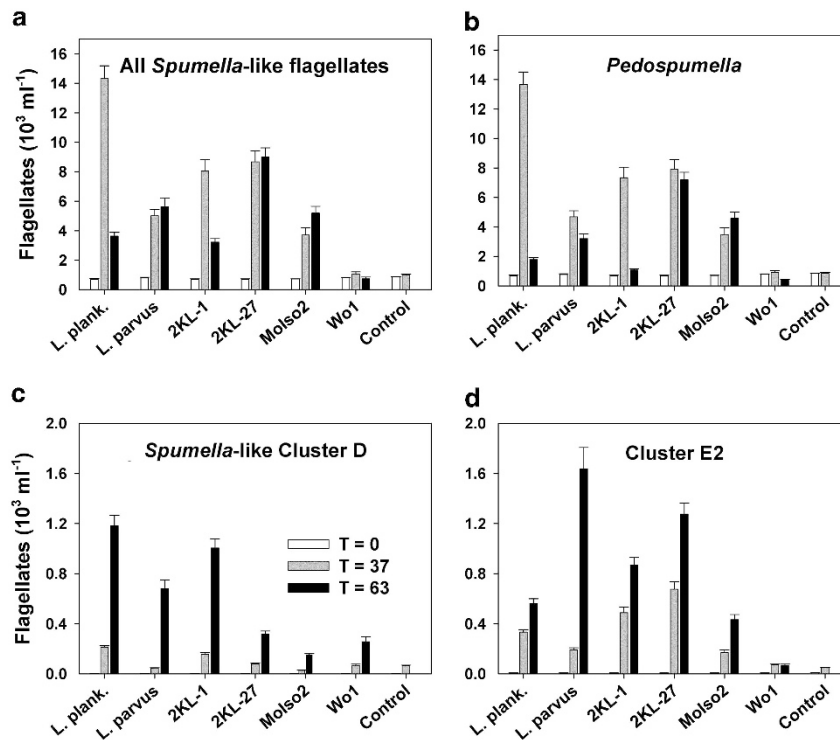 a
All Spumella-like flagellates
Flagellates (10³ ml⁻¹)
16
14
12
10
8
6
4
2
0
L. plank.
L. parvus
2KL-1
2KL-27
Molso2
Wo1
Control
b
Pedospumella
16
14
12
10
8
6
4
2
0
L. plank.
L. parvus
2KL-1
2KL-27
Molso2
Wo1
Control
c
Spumella-like Cluster D
Flagellates (10³ ml⁻¹)
2.0
1.6
1.2
0.8
0.4
0.0
T = 0
T = 37
T = 63
L. plank.
L. parvus
2KL-1
2KL-27
Molso2
Wo1
Control
d
Cluster E2
2.0
1.6
1.2
0.8
0.4
0.0
L. plank.
L. parvus
2KL-1
2KL-27
Molso2
Wo1
Control